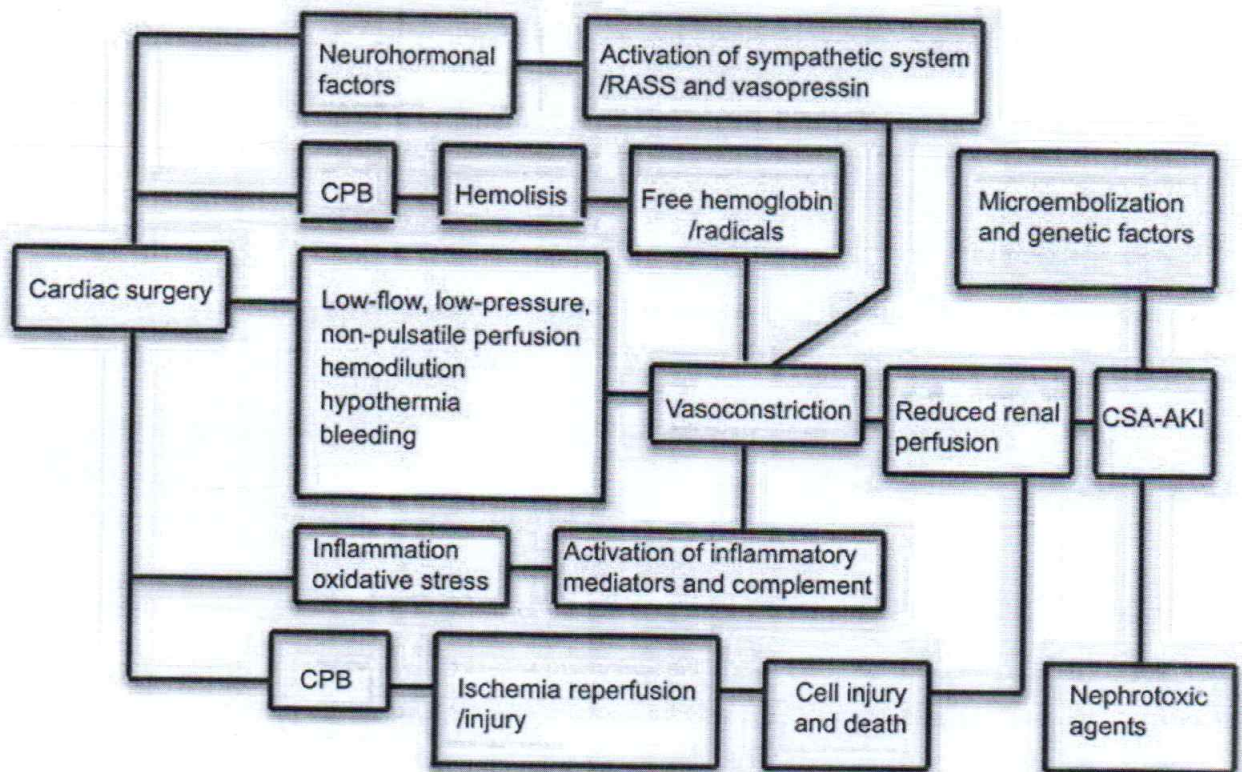 Neurohormonal
factors
Activation of sympathetic system
/RASS and vasopressin
CPB
Hemolisis
Free hemoglobin
/radicals
Microembolization
and genetic factors
Cardiac surgery
Low-flow, low-pressure,
non-pulsatile perfusion
hemodilution
hypothermia
bleeding
Vasoconstriction
Reduced renal
perfusion
CSA-AKI
Inflammation
oxidative stress
Activation of inflammatory
mediators and complement
CPB
Ischemia reperfusion
/injury
Cell injury
and death
Nephrotoxic
agents